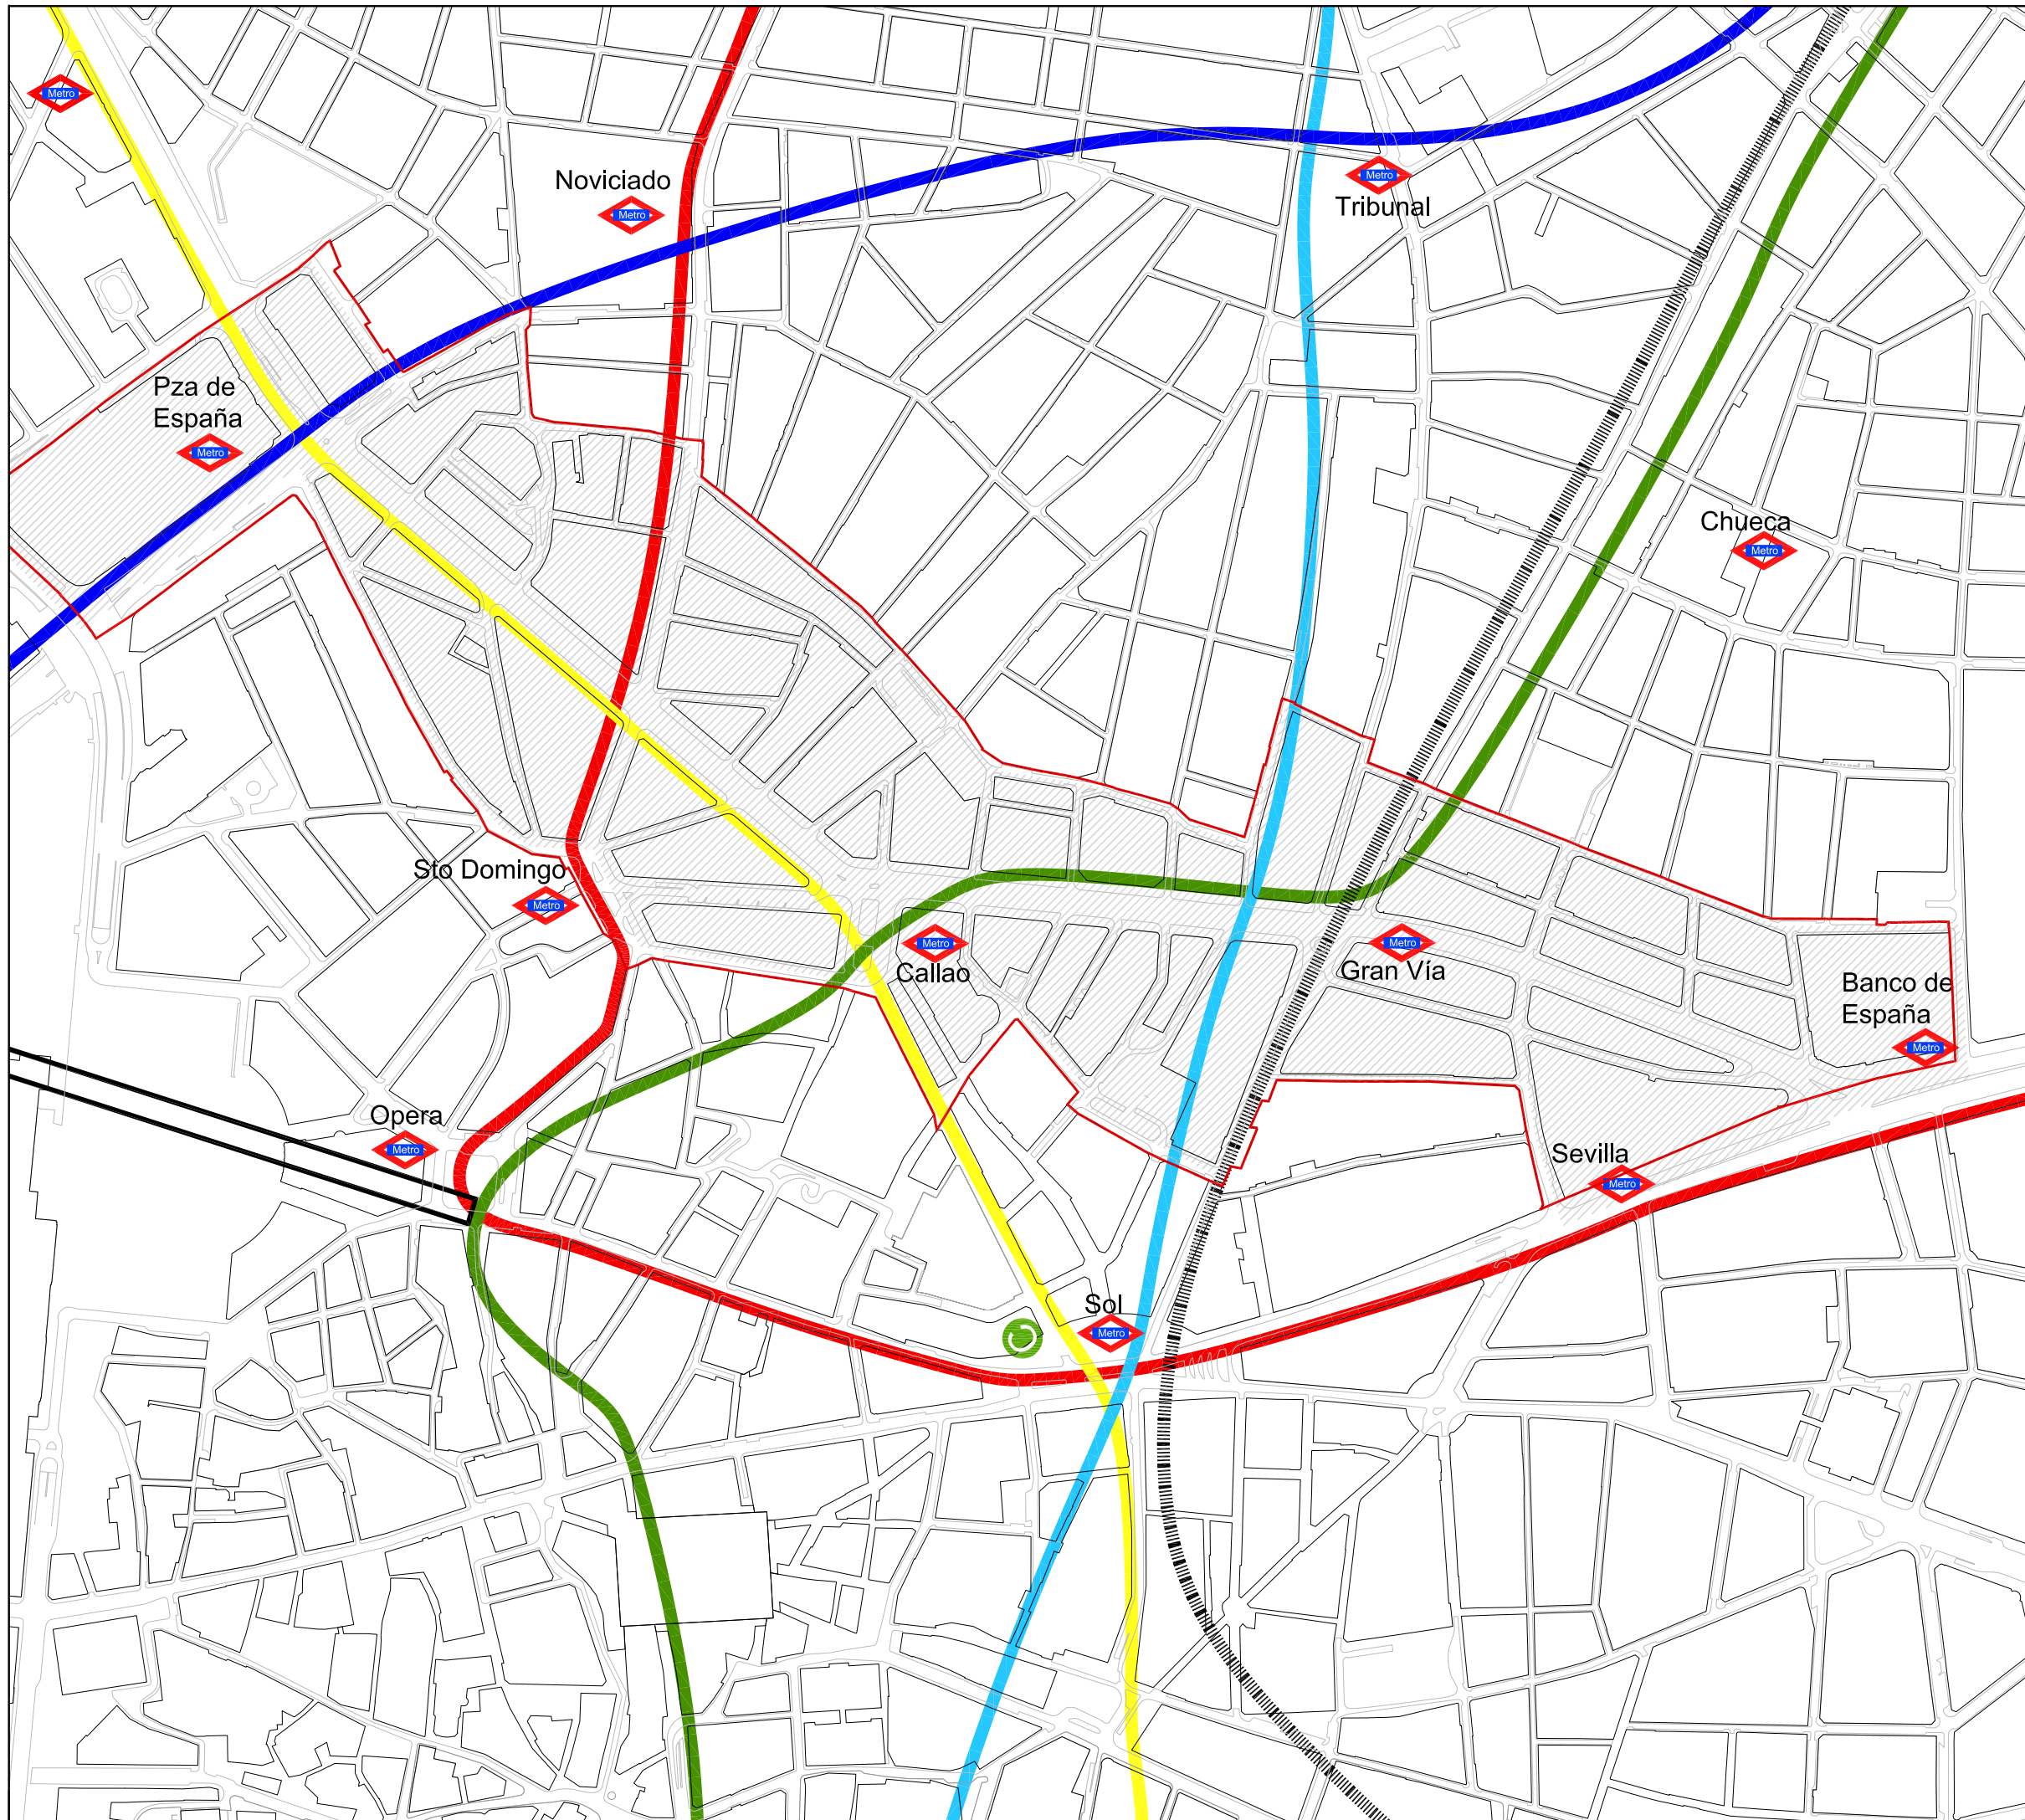 Metro
Noviciado
Metro
Metro
Tribunal
Pza de
España
Metro
Chueca
Metro
Sto Domingo
Metro
Metro
Callao
Metro
Gran Vía
Banco de
España
Metro
Opera
Metro
Sevilla
Metro
Sol
Metro